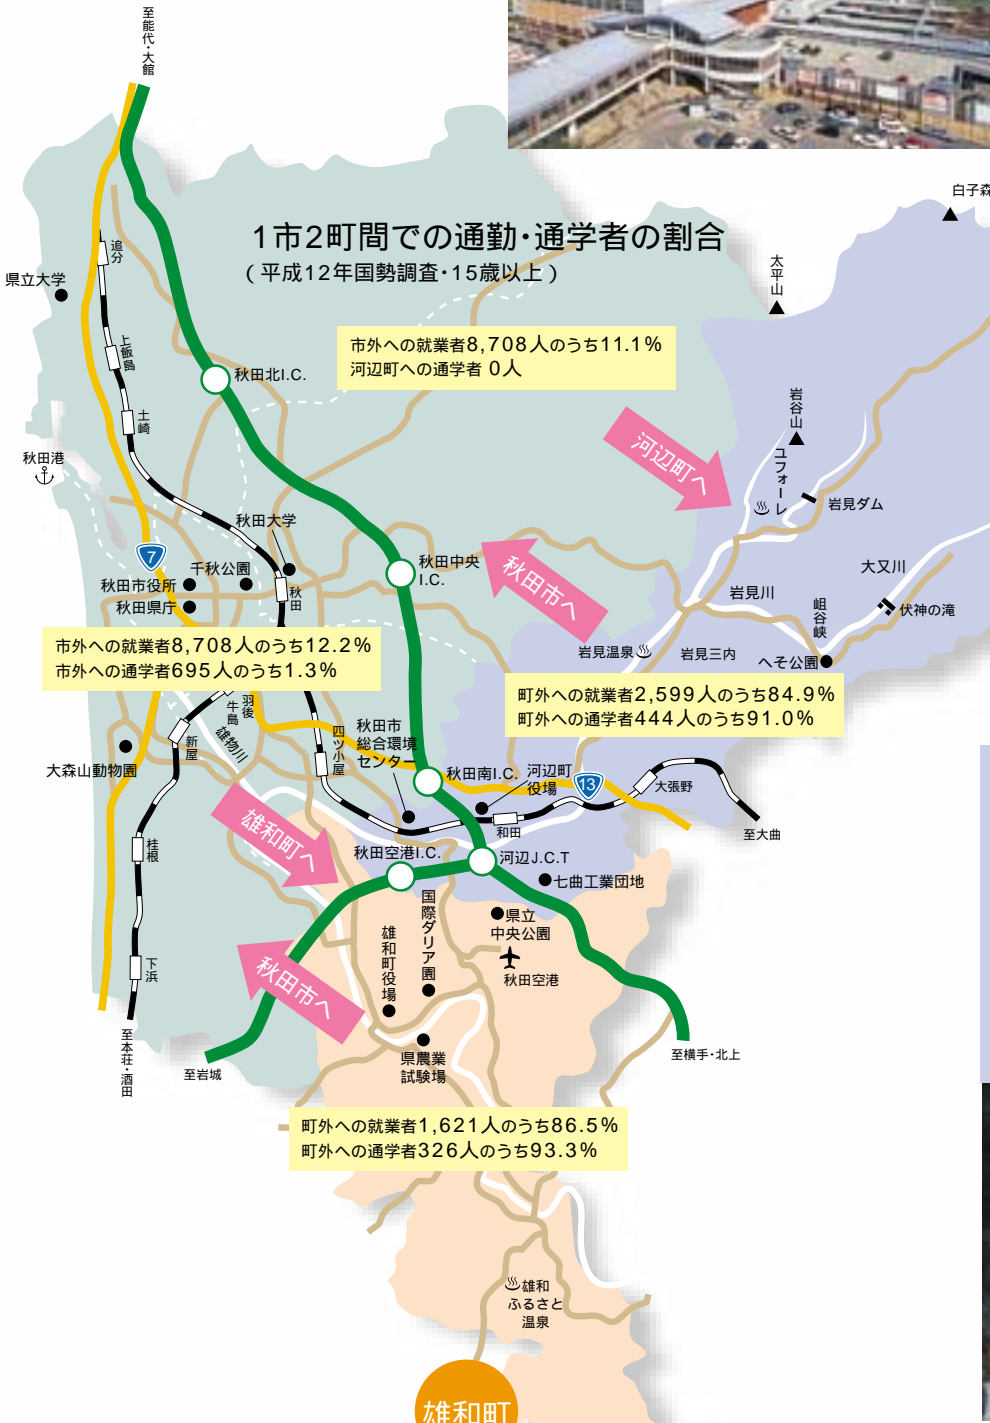 至能代・大館
白子森
1市2町間での通勤・通学者の割合
（平成12年国勢調査・15歳以上）
太平山
追分
県立大学
上飯島
市外への就業者8,708人のうち11.1％
河辺町への通学者 0人
秋田北I.C.
土崎
岩谷山
河辺町へ
ユフォーレ
秋田港
岩見ダム
秋田大学
7
千秋公園
秋田中央
I.C.
秋田市へ
大又川
秋田市役所
秋田県庁
秋田
岩見川
岨谷峡
伏神の滝
市外への就業者8,708人のうち12.2％
市外への通学者695人のうち1.3％
岩見温泉
岩見三内
へそ公園
町外への就業者2,599人のうち84.9％
町外への通学者444人のうち91.0％
羽後
牛島
新屋
雄物川
四ツ小屋
秋田市
総合環境
センター
大森山動物園
秋田南I.C.
河辺町
役場
13
大張野
和田
至大曲
雄和町へ
桂根
秋田空港I.C.
河辺J.C.T
七曲工業団地
国際ダリア園
県立
中央公園
雄和町役場
秋田空港
下浜
秋田市へ
至本荘・酒田
至岩城
県農業
試験場
至横手・北上
町外への就業者1,621人のうち86.5％
町外への通学者326人のうち93.3％
雄和
ふるさと
温泉
雄和町